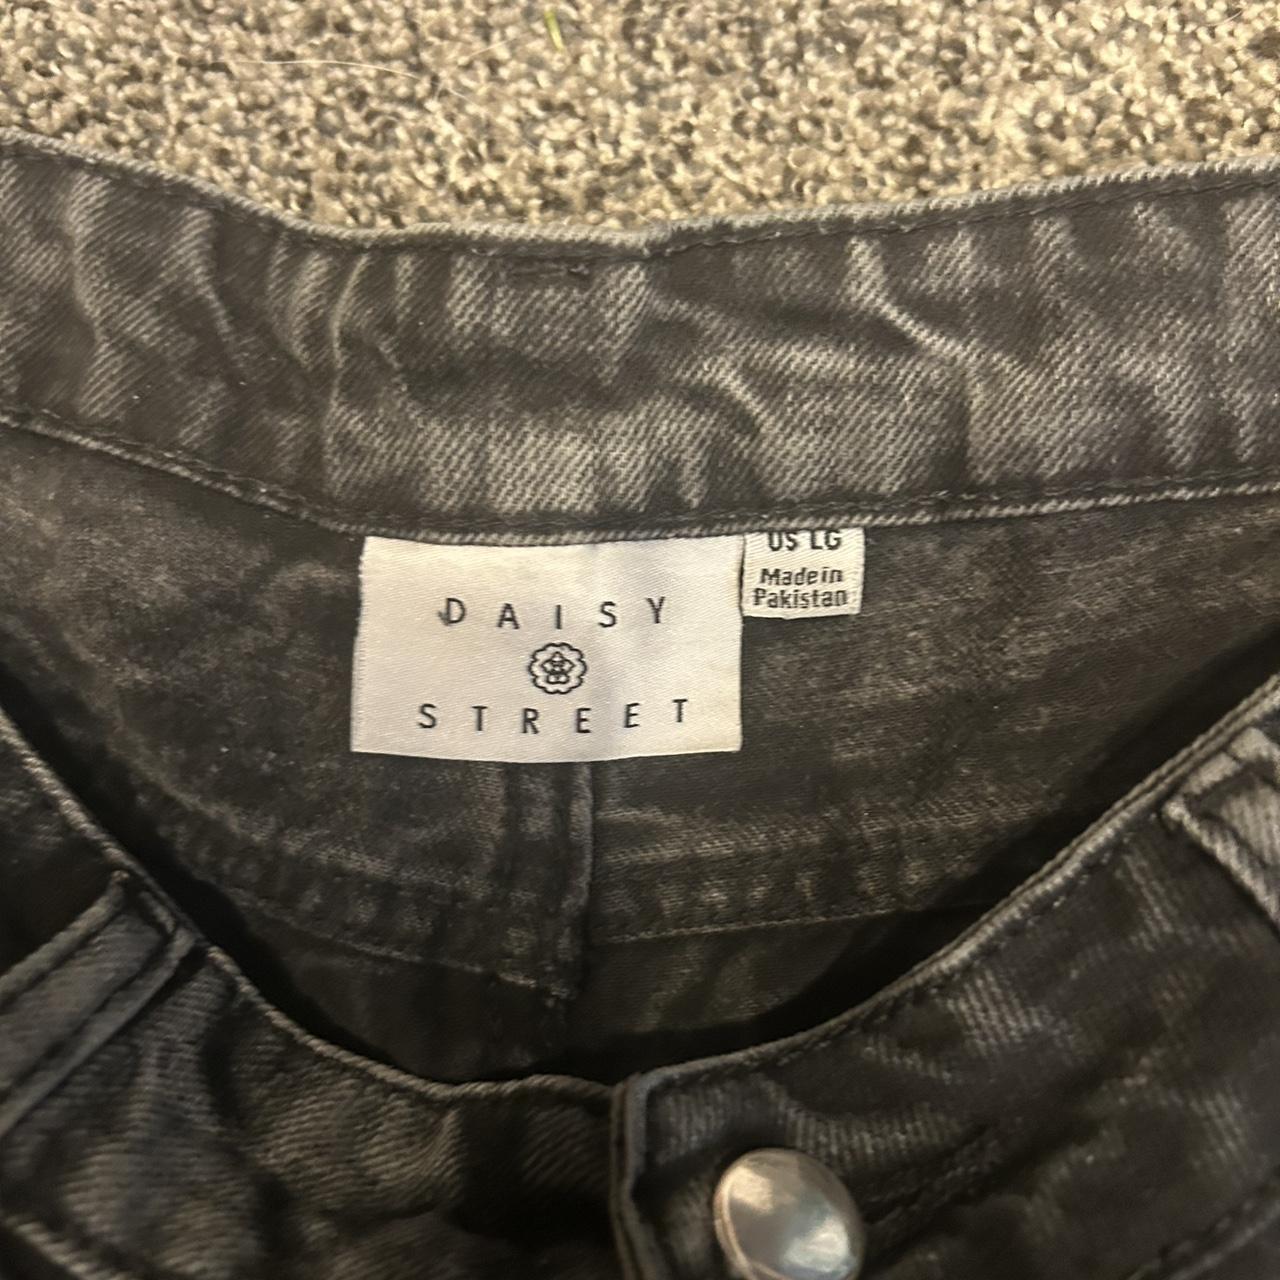 DAISY
STREET
US LG
Made in
Pakistan